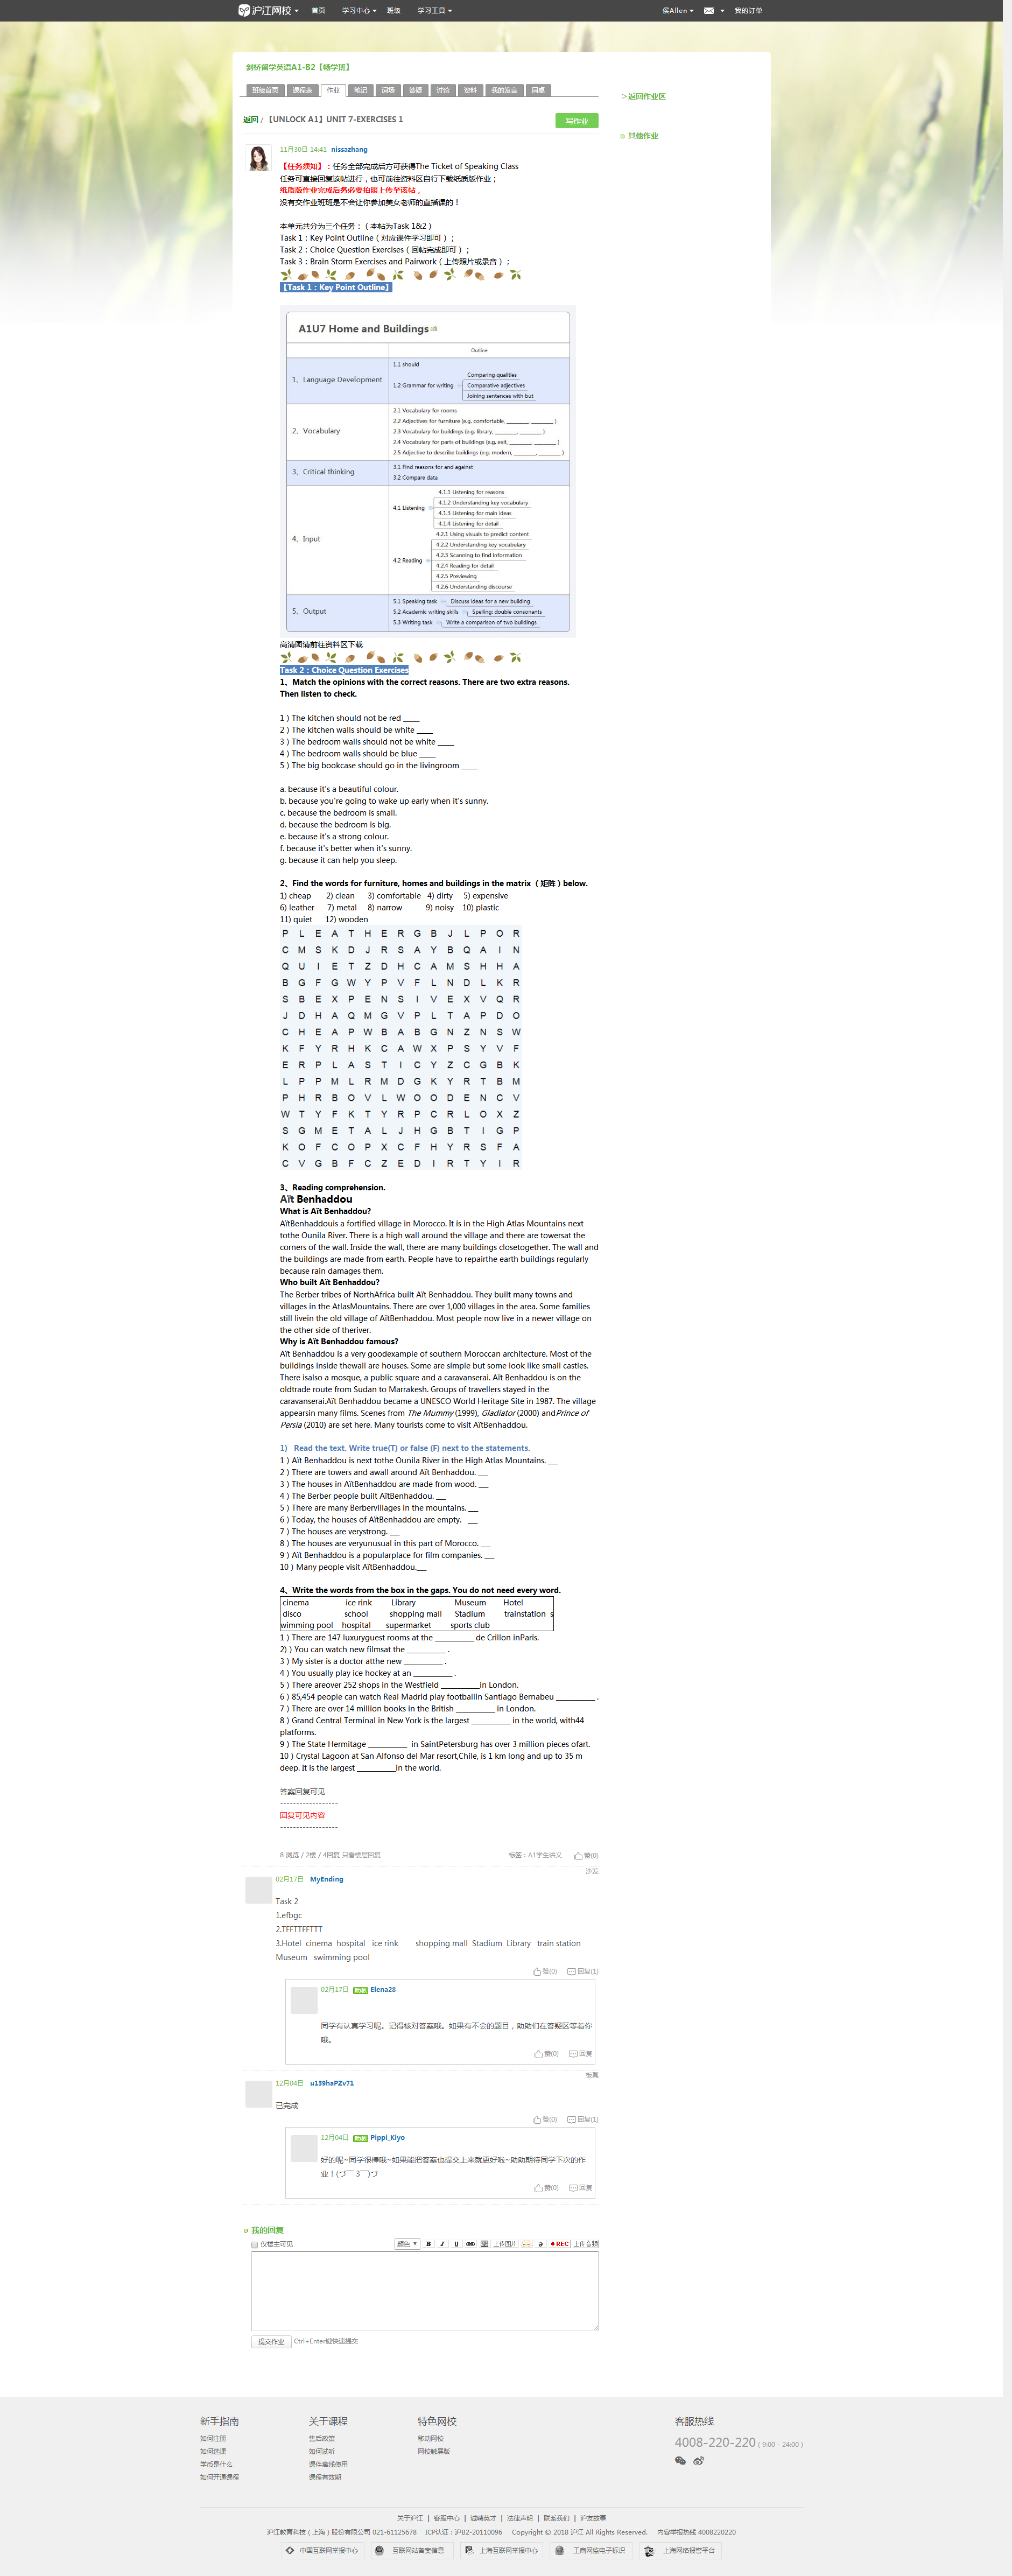 沪江网校 首页 学习中心 班级 学习工具 侯Allen 我的订单
剑桥留学英语A1-B2【畅学班】
班级首页 课程表 作业 笔记 词场 答疑 讨论 资料 我的发言 同桌
>返回作业区
返回 / 【UNLOCK A1】UNIT 7-EXERCISES 1 写作业
其他作业
11月30日 14:41 nissazhang
【任务须知】：任务全部完成后方可获得The Ticket of Speaking Class
任务可直接回复该帖进行，也可前往资料区自行下载纸质版作业；
纸质版作业完成后务必要拍照上传至该帖，
没有交作业班班是不会让你参加美女老师的直播课的！
本单元共分为三个任务：（本帖为Task 1&2）
Task 1：Key Point Outline（对应课件学习即可）；
Task 2：Choice Question Exercises（回帖完成即可）；
Task 3：Brain Storm Exercises and Pairwork（上传照片或录音）；
【Task 1：Key Point Outline】
A1U7 Home and Buildings
Outline
1、Language Development
1.1 should
1.2 Grammar for writing
Comparing qualities
Comparative adjectives
Joining sentences with but
2、Vocabulary
2.1 Vocabulary for rooms
2.2 Adjectives for furniture (e.g. comfortable, ________, ________ )
2.3 Vocabulary for buildings (e.g. library, ________, ________ )
2.4 Vocabulary for parts of buildings (e.g. exit, ________, ________ )
2.5 Adjective to describe buildings (e.g. modern, ________, ________ )
3、Critical thinking
3.1 Find reasons for and against
3.2 Compare data
4、Input
4.1 Listening
4.1.1 Listening for reasons
4.1.2 Understanding key vocabulary
4.1.3 Listening for main ideas
4.1.4 Listening for detail
4.2 Reading
4.2.1 Using visuals to predict content
4.2.2 Understanding key vocabulary
4.2.3 Scanning to find information
4.2.4 Reading for detail
4.2.5 Previewing
4.2.6 Understanding discourse
5、Output
5.1 Speaking task Discuss ideas for a new building
5.2 Academic writing skills Spelling: double consonants
5.3 Writing task Write a comparison of two buildings
高清图请前往资料区下载
Task 2：Choice Question Exercises
1、Match the opinions with the correct reasons. There are two extra reasons.
Then listen to check.
1）The kitchen should not be red ____
2）The kitchen walls should be white ____
3）The bedroom walls should not be white ____
4）The bedroom walls should be blue ____
5）The big bookcase should go in the livingroom ____
a. because it's a beautiful colour.
b. because you're going to wake up early when it's sunny.
c. because the bedroom is small.
d. because the bedroom is big.
e. because it's a strong colour.
f. because it's better when it's sunny.
g. because it can help you sleep.
2、Find the words for furniture, homes and buildings in the matrix（矩阵）below.
1) cheap 2) clean 3) comfortable 4) dirty 5) expensive
6) leather 7) metal 8) narrow 9) noisy 10) plastic
11) quiet 12) wooden
P L E A T H E R G B J L P O R
C M S K D J R S A Y B Q A I N
Q U I E T Z D H C A M S H H A
B G F G W Y P V F L N D L K R
S B E X P E N S I V E X V Q R
J D H A Q M G V P L T A P D O
C H E A P W B A B G N Z N S W
K F Y R H K C A W X P S Y V F
E R P L A S T I C Y Z C G B K
L P P M L R M D G K Y R T B M
P H R B O V L W O O D E N C V
W T Y F K T Y R P C R L O X Z
S G M E T A L J H G B T I G P
K O F C O P X C F H Y R S F A
C V G B F C Z E D I R T Y I R
3、Reading comprehension.
Aït Benhaddou
What is Aït Benhaddou?
AïtBenhaddouis a fortified village in Morocco. It is in the High Atlas Mountains next
tothe Ounila River. There is a high wall around the village and there are towersat the
corners of the wall. Inside the wall, there are many buildings closetogether. The wall and
the buildings are made from earth. People have to repairthe earth buildings regularly
because rain damages them.
Who built Aït Benhaddou?
The Berber tribes of NorthAfrica built Aït Benhaddou. They built many towns and
villages in the AtlasMountains. There are over 1,000 villages in the area. Some families
still livein the old village of AïtBenhaddou. Most people now live in a newer village on
the other side of theriver.
Why is Aït Benhaddou famous?
Aït Benhaddou is a very goodexample of southern Moroccan architecture. Most of the
buildings inside thewall are houses. Some are simple but some look like small castles.
There isalso a mosque, a public square and a caravanserai. Aït Benhaddou is on the
oldtrade route from Sudan to Marrakesh. Groups of travellers stayed in the
caravanserai.Aït Benhaddou became a UNESCO World Heritage Site in 1987. The village
appearsin many films. Scenes from The Mummy (1999), Gladiator (2000) andPrince of
Persia (2010) are set here. Many tourists come to visit AïtBenhaddou.
1) Read the text. Write true(T) or false (F) next to the statements.
1）Aït Benhaddou is next tothe Ounila River in the High Atlas Mountains. ___
2）There are towers and awall around Aït Benhaddou. ___
3）The houses in AïtBenhaddou are made from wood. ___
4）The Berber people built AïtBenhaddou. ___
5）There are many Berbervillages in the mountains. ___
6）Today, the houses of AïtBenhaddou are empty. ___
7）The houses are verystrong. ___
8）The houses are veryunusual in this part of Morocco. ___
9）Aït Benhaddou is a popularplace for film companies. ___
10）Many people visit AïtBenhaddou.___
4、Write the words from the box in the gaps. You do not need every word.
cinema ice rink Library Museum Hotel
disco school shopping mall Stadium trainstation s
wimming pool hospital supermarket sports club
1）There are 147 luxuryguest rooms at the __________ de Crillon inParis.
2)）You can watch new filmsat the __________ .
3）My sister is a doctor atthe new __________ .
4）You usually play ice hockey at an __________ .
5）There areover 252 shops in the Westfield __________in London.
6）85,454 people can watch Real Madrid play footballin Santiago Bernabeu __________ .
7）There are over 14 million books in the British __________ in London.
8）Grand Central Terminal in New York is the largest __________ in the world, with44
platforms.
9）The State Hermitage __________ in SaintPetersburg has over 3 million pieces ofart.
10）Crystal Lagoon at San Alfonso del Mar resort,Chile, is 1 km long and up to 35 m
deep. It is the largest __________in the world.
答案回复可见
------------------
回复可见内容
------------------
8 浏览 / 2楼 / 4回复 只看楼层回复 标签：A1学生讲义 赞(0)
沙发
02月17日 MyEnding
Task 2
1.efbgc
2.TFFTTFFTTT
3.Hotel cinema hospital ice rink shopping mall Stadium Library train station
Museum swimming pool
赞(0) 回复(1)
02月17日 助教 Elena28
同学有认真学习呢。记得核对答案哦。如果有不会的题目，助助们在答疑区等着你
哦。
赞(0) 回复
板凳
12月04日 u139haPZv71
已完成
赞(0) 回复(1)
12月04日 助教 Pippi_Kiyo
好的呢~同学很棒哦~如果能把答案也提交上来就更好啦~助助期待同学下次的作
业！(づ￣ 3￣)づ
赞(0) 回复
我的回复
仅楼主可见 颜色 B I U 上传图片 REC 上传音频
提交作业 Ctrl+Enter键快速提交
新手指南 关于课程 特色网校 客服热线
如何注册 售后政策 移动网校 4008-220-220（9:00 - 24:00）
如何选课 如何试听 网校触屏版
学币是什么 课件离线使用
如何开通课程 课程有效期
关于沪江 | 客服中心 | 诚聘英才 | 法律声明 | 联系我们 | 沪友故事
沪江教育科技（上海）股份有限公司 021-61125678 ICP认证：沪B2-20110096 Copyright © 2018 沪江 All Rights Reserved. 内容举报热线 4008220220
中国互联网举报中心 互联网站备案信息 上海互联网举报中心 工商网监电子标识 上海网络报警平台